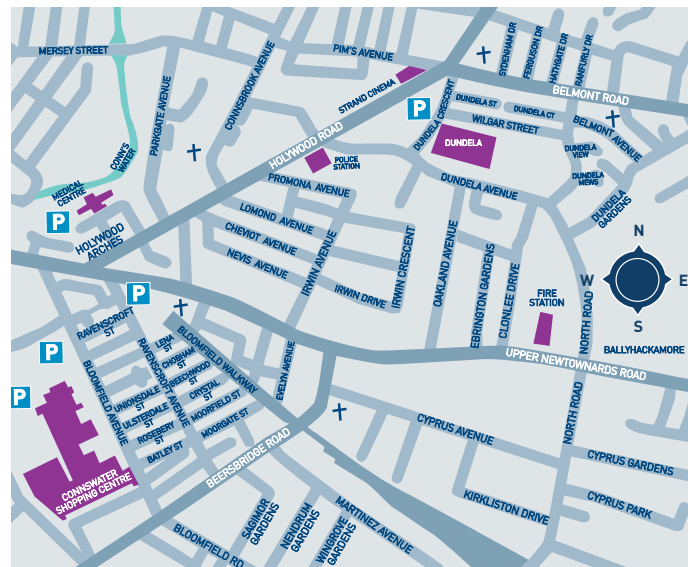 MERSEY STREET
PIM'S AVENUE
SYDENHAM DR
FERGUSON DR
HATHGATE DR
RANFURLY DR
PARKGATE AVENUE
CONNSBROOK AVENUE
STRAND CINEMA
BELMONT ROAD
P
DUNDELA ST
DUNDELA CT
DUNDELA CRESCENT
WILGAR STREET
BELMONT AVENUE
HOLYWOOD ROAD
DUNDELA
DUNDELA
VIEW
CONN'S
WATER
POLICE
STATION
DUNDELA
MEWS
MEDICAL
CENTRE
PROMONA AVENUE
DUNDELA AVENUE
DUNDELA
GARDENS
P
LOMOND AVENUE
HOLYWOOD
ARCHES
CHEVIOT AVENUE
NEVIS AVENUE
IRWIN AVENUE
IRWIN CRESCENT
OAKLAND AVENUE
EBRINGTON GARDENS
CLONLEE DRIVE
N
W
E
S
IRWIN DRIVE
P
FIRE
STATION
NORTH ROAD
BALLYHACKAMORE
RAVENSCROFT
ST
LENA
ST
CHOBHAM
ST
BEECHWOOD
ST
CRYSTAL
ST
BLOOMFIELD WALKWAY
P
RAVENSCROFT AVENUE
BLOOMFIELD AVENUE
EVELYN AVENUE
UPPER NEWTOWNARDS ROAD
P
UNIONSDALE
ST
ULSTERDALE
ST
ROSEBERY
ST
BATLEY ST
MOORFIELD ST
MOORGATE ST
NORTH ROAD
CYPRUS AVENUE
BEERSBRIDGE ROAD
CYPRUS GARDENS
CONNSWATER
SHOPPING CENTRE
KIRKLISTON DRIVE
CYPRUS PARK
BLOOMFIELD RD
SAGIMOR
GARDENS
NENDRUM
GARDENS
WINGROVE
GARDENS
MARTINEZ AVENUE